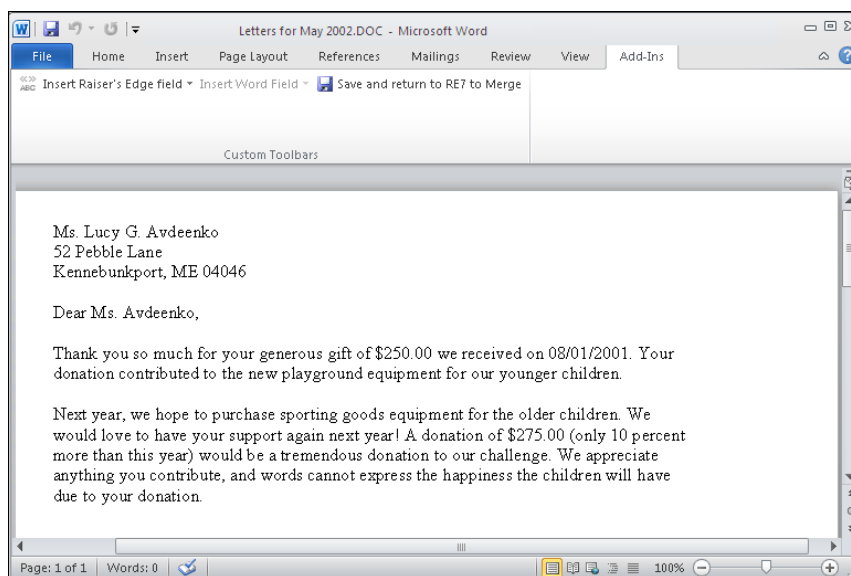 Letters for May 2002.DOC - Microsoft Word
File Home Insert Page Layout References Mailings Review View Add-Ins
ABC Insert Raiser's Edge field Insert Word Field Save and return to RE7 to Merge
Custom Toolbars
Ms. Lucy G. Avdeenko
52 Pebble Lane
Kennebunkport, ME 04046
Dear Ms. Avdeenko,
Thank you so much for your generous gift of $250.00 we received on 08/01/2001. Your
donation contributed to the new playground equipment for our younger children.
Next year, we hope to purchase sporting goods equipment for the older children. We
would love to have your support again next year! A donation of $275.00 (only 10 percent
more than this year) would be a tremendous donation to our challenge. We appreciate
anything you contribute, and words cannot express the happiness the children will have
due to your donation.
Page: 1 of 1 Words: 0 100%